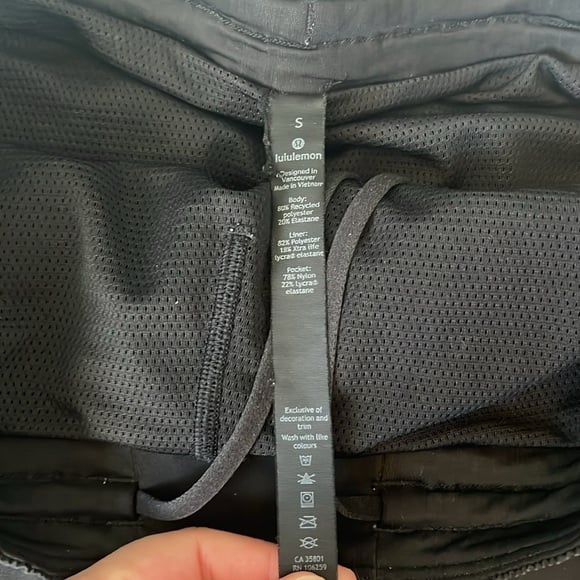 S
lululemon
Designed in
Vancouver
Made in Vietnam
Body:
80% Recycled
polyester
20% Elastane
Liner:
82% Polyester
18% Xtra life
lycra® elastane
Pocket:
78% Nylon
22% Lycra®
elastane
Exclusive of
decoration and
trim
Wash with like
colours
CA 35801
RN 106259